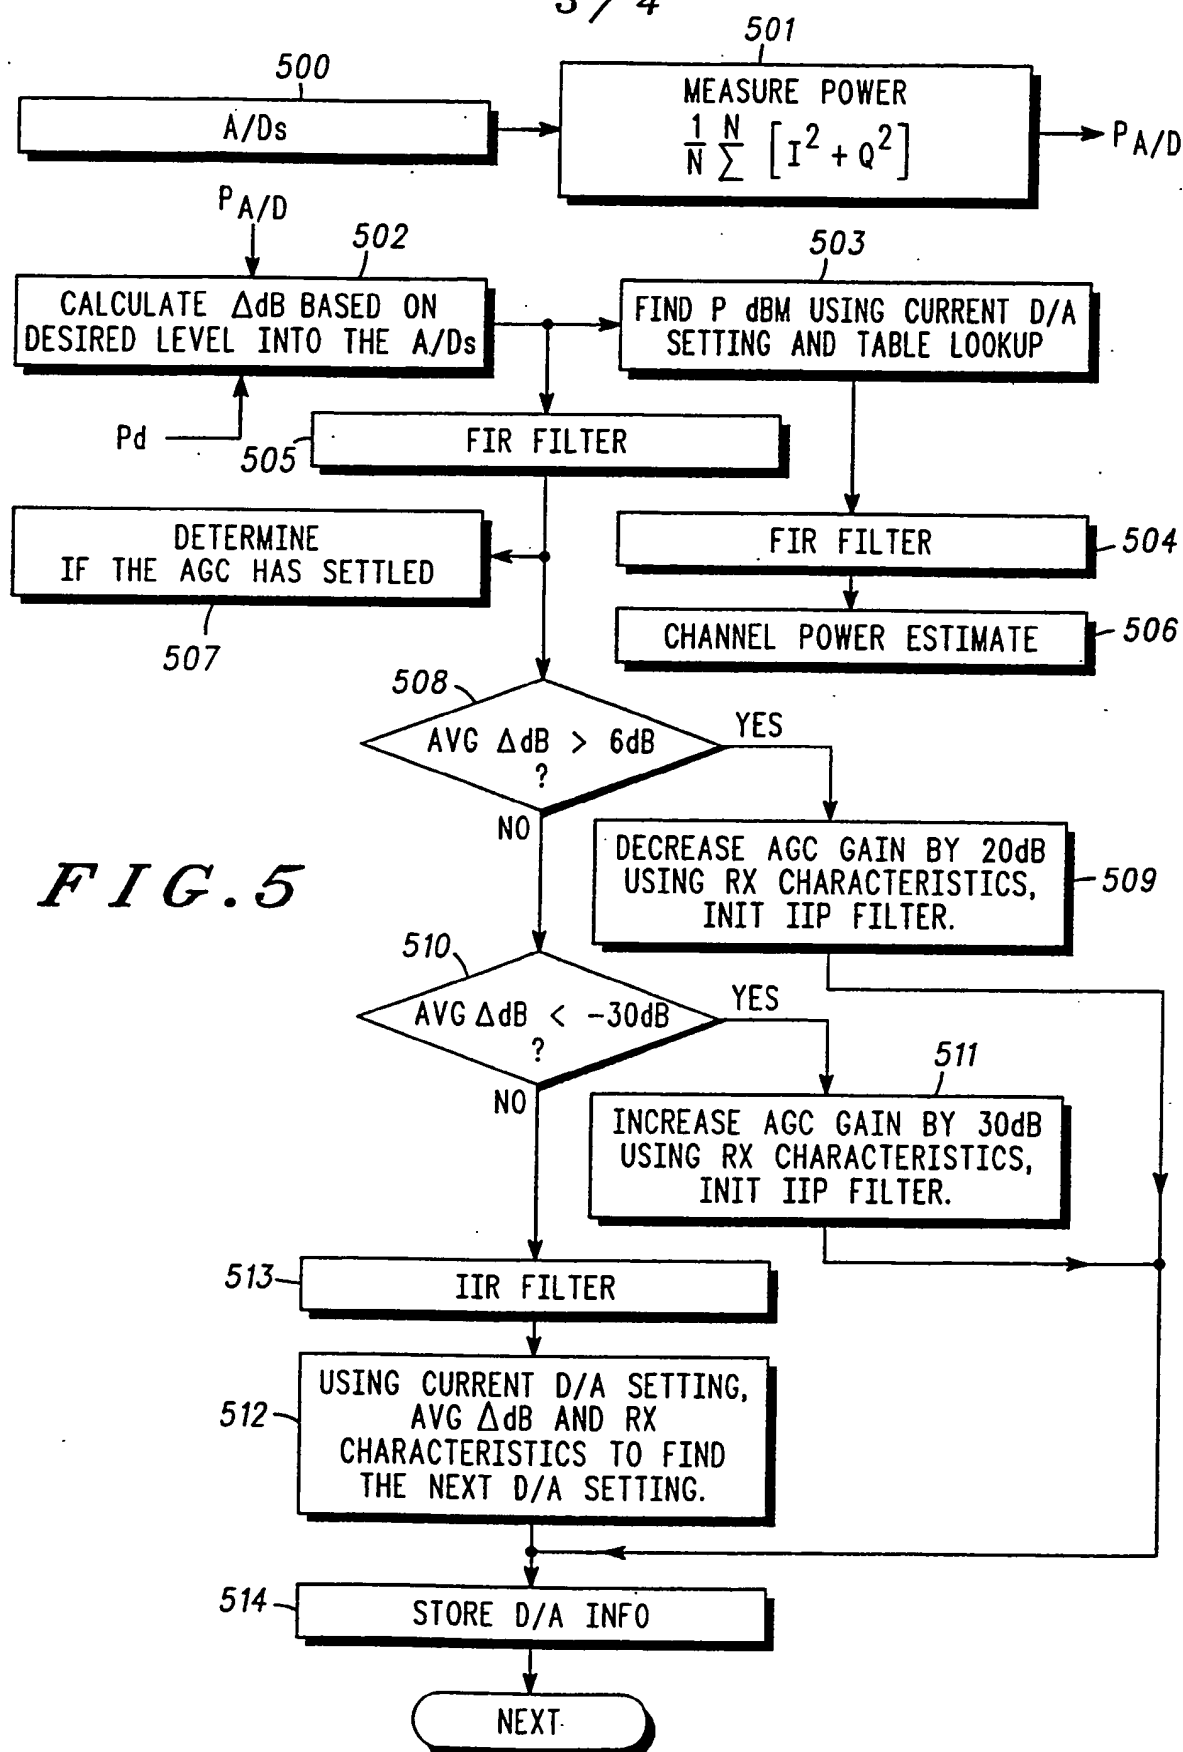 3/4
501
500
MEASURE POWER
A/Ds
1/N N Σ [I² + Q²]
P A/D
P A/D
502
503
CALCULATE ΔdB BASED ON
DESIRED LEVEL INTO THE A/Ds
FIND P dBM USING CURRENT D/A
SETTING AND TABLE LOOKUP
Pd
505
FIR FILTER
DETERMINE
IF THE AGC HAS SETTLED
507
FIR FILTER
504
CHANNEL POWER ESTIMATE
506
508
AVG ΔdB > 6dB
?
YES
NO
DECREASE AGC GAIN BY 20dB
USING RX CHARACTERISTICS,
INIT IIP FILTER.
509
FIG.5
510
AVG ΔdB < -30dB
?
YES
NO
511
INCREASE AGC GAIN BY 30dB
USING RX CHARACTERISTICS,
INIT IIP FILTER.
513
IIR FILTER
512
USING CURRENT D/A SETTING,
AVG ΔdB AND RX
CHARACTERISTICS TO FIND
THE NEXT D/A SETTING.
514
STORE D/A INFO
NEXT